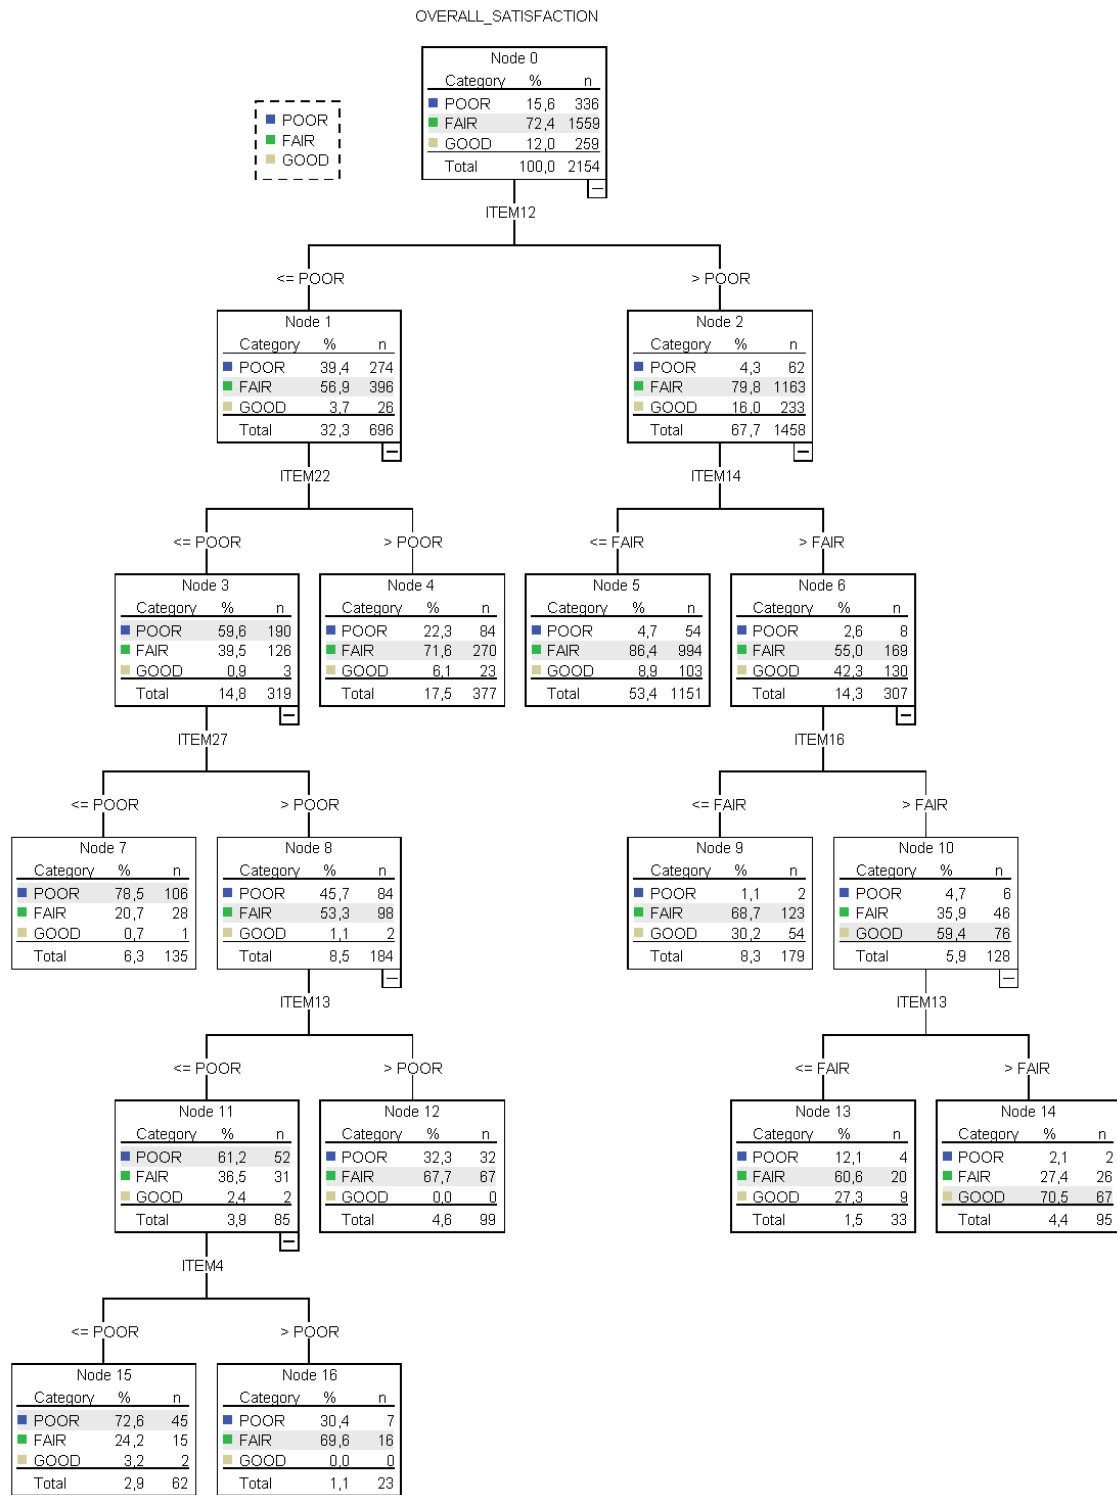 OVERALL_SATISFACTION
Node 0
Category % n
POOR 15,6 336
FAIR 72,4 1559
GOOD 12,0 259
Total 100,0 2154
POOR
FAIR
GOOD
ITEM12
<= POOR
> POOR
Node 1
Category % n
POOR 39,4 274
FAIR 56,9 396
GOOD 3,7 26
Total 32,3 696
Node 2
Category % n
POOR 4,3 62
FAIR 79,8 1163
GOOD 16,0 233
Total 67,7 1458
ITEM22
ITEM14
<= POOR
> POOR
<= FAIR
> FAIR
Node 3
Category % n
POOR 59,6 190
FAIR 39,5 126
GOOD 0,9 3
Total 14,8 319
Node 4
Category % n
POOR 22,3 84
FAIR 71,6 270
GOOD 6,1 23
Total 17,5 377
Node 5
Category % n
POOR 4,7 54
FAIR 86,4 994
GOOD 8,9 103
Total 53,4 1151
Node 6
Category % n
POOR 2,6 8
FAIR 55,0 169
GOOD 42,3 130
Total 14,3 307
ITEM27
ITEM16
<= POOR
> POOR
<= FAIR
> FAIR
Node 7
Category % n
POOR 78,5 106
FAIR 20,7 28
GOOD 0,7 1
Total 6,3 135
Node 8
Category % n
POOR 45,7 84
FAIR 53,3 98
GOOD 1,1 2
Total 8,5 184
Node 9
Category % n
POOR 1,1 2
FAIR 68,7 123
GOOD 30,2 54
Total 8,3 179
Node 10
Category % n
POOR 4,7 6
FAIR 35,9 46
GOOD 59,4 76
Total 5,9 128
ITEM13
ITEM13
<= POOR
> POOR
<= FAIR
> FAIR
Node 11
Category % n
POOR 61,2 52
FAIR 36,5 31
GOOD 2,4 2
Total 3,9 85
Node 12
Category % n
POOR 32,3 32
FAIR 67,7 67
GOOD 0,0 0
Total 4,6 99
Node 13
Category % n
POOR 12,1 4
FAIR 60,6 20
GOOD 27,3 9
Total 1,5 33
Node 14
Category % n
POOR 2,1 2
FAIR 27,4 26
GOOD 70,5 67
Total 4,4 95
ITEM4
<= POOR
> POOR
Node 15
Category % n
POOR 72,6 45
FAIR 24,2 15
GOOD 3,2 2
Total 2,9 62
Node 16
Category % n
POOR 30,4 7
FAIR 69,6 16
GOOD 0,0 0
Total 1,1 23